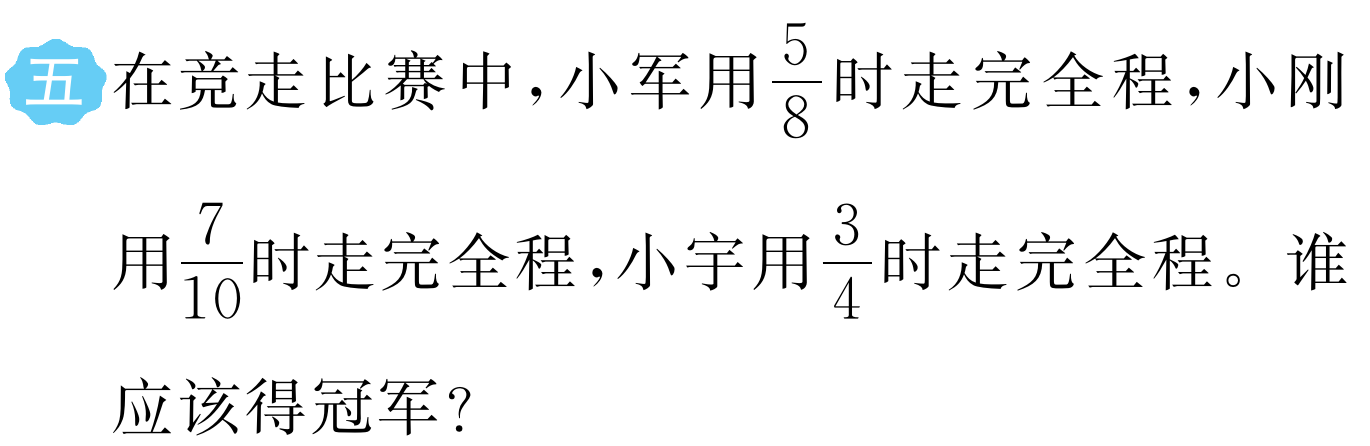 五 在竞走比赛中，小军用5/8时走完全程，小刚
用7/10时走完全程，小宇用3/4时走完全程。谁
应该得冠军？